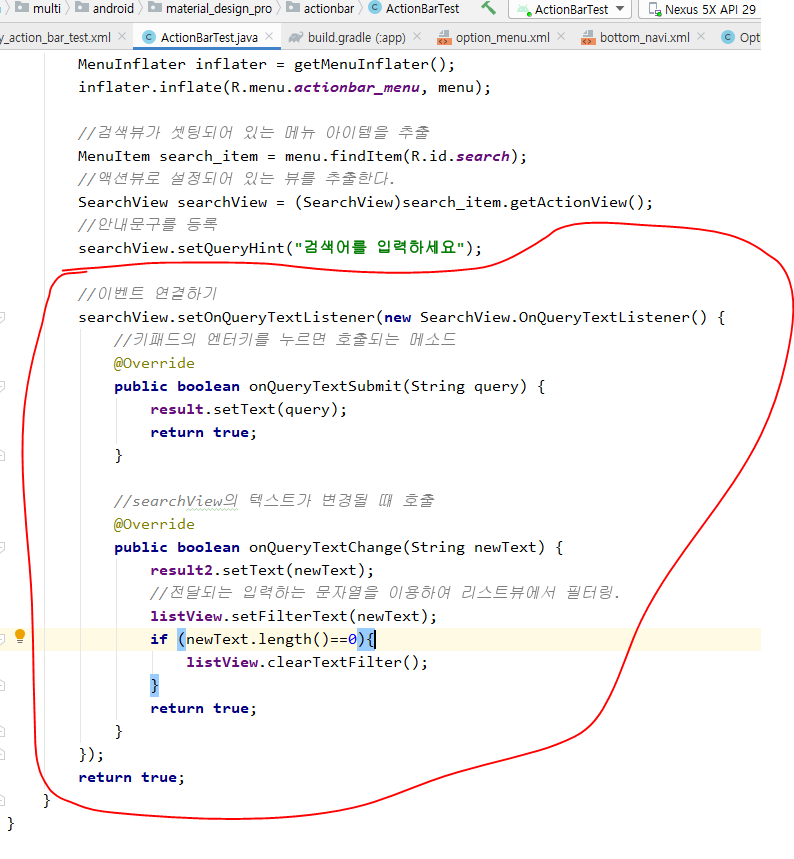 multi android material_design_pro actionbar ActionBarTest ActionBarTest Nexus 5X API 29
y_action_bar_test.xml ActionBarTest.java build.gradle (:app) option_menu.xml bottom_navi.xml Opt
MenuInflater inflater = getMenuInflater();
inflater.inflate(R.menu.actionbar_menu, menu);
//검색뷰가 셋팅되어 있는 메뉴 아이템을 추출
MenuItem search_item = menu.findItem(R.id.search);
//액션뷰로 설정되어 있는 뷰를 추출한다.
SearchView searchView = (SearchView)search_item.getActionView();
//안내문구를 등록
searchView.setQueryHint("검색어를 입력하세요");
//이벤트 연결하기
searchView.setOnQueryTextListener(new SearchView.OnQueryTextListener() {
//키패드의 엔터키를 누르면 호출되는 메소드
@Override
public boolean onQueryTextSubmit(String query) {
result.setText(query);
return true;
}
//searchView의 텍스트가 변경될 때 호출
@Override
public boolean onQueryTextChange(String newText) {
result2.setText(newText);
//전달되는 입력하는 문자열을 이용하여 리스트뷰에서 필터링.
listView.setFilterText(newText);
if (newText.length()==0){
listView.clearTextFilter();
}
return true;
}
});
return true;
}
}